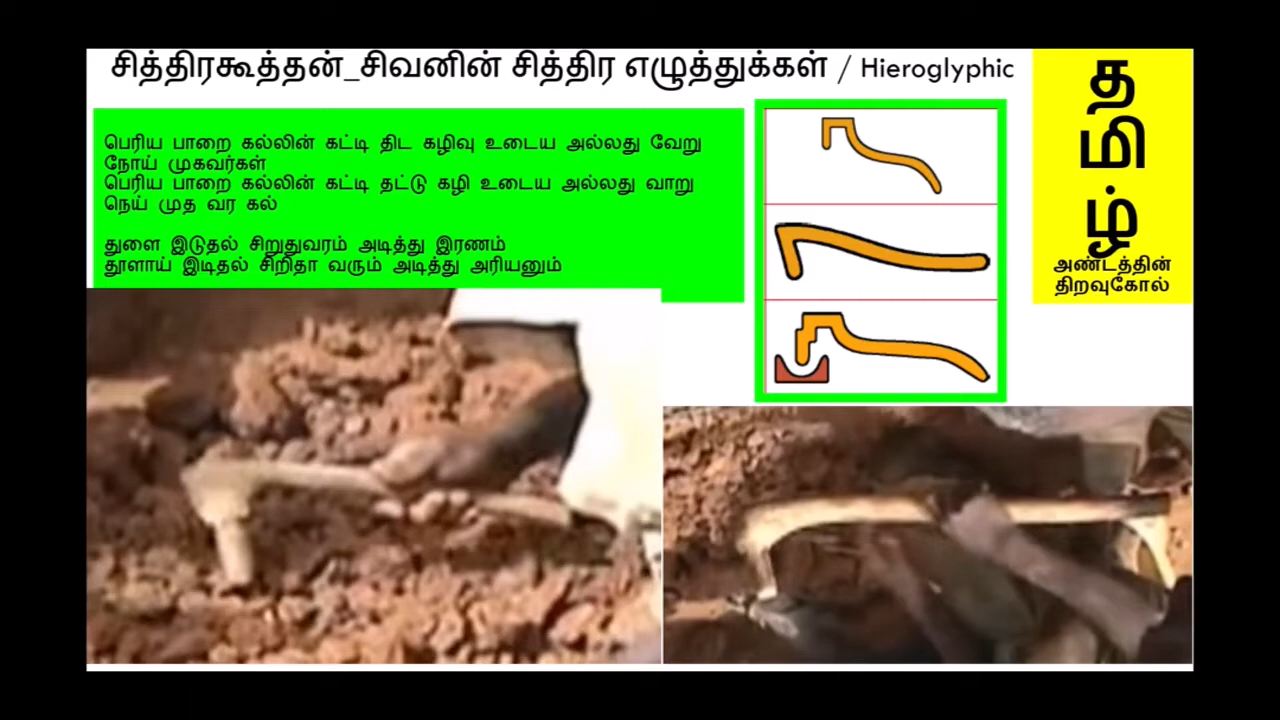 சித்திரகூத்தன்_சிவனின் சித்திர எழுத்துக்கள் / Hieroglyphic
பெரிய பாறை கல்லின் கட்டி திட கழிவு உடைய அல்லது வேறு
நோய் முகவர்கள்
பெரிய பாறை கல்லின் கட்டி தட்டு கழி உடைய அல்லது வாறு
நெய் முத வர கல்
துளை இடுதல் சிறுதுவரம் அடித்து இரணம்
தூளாய் இடிதல் சிறிதா வரும் அடித்து அரியனும்
த
மி
ழ்
அண்டத்தின்
திறவுகோல்